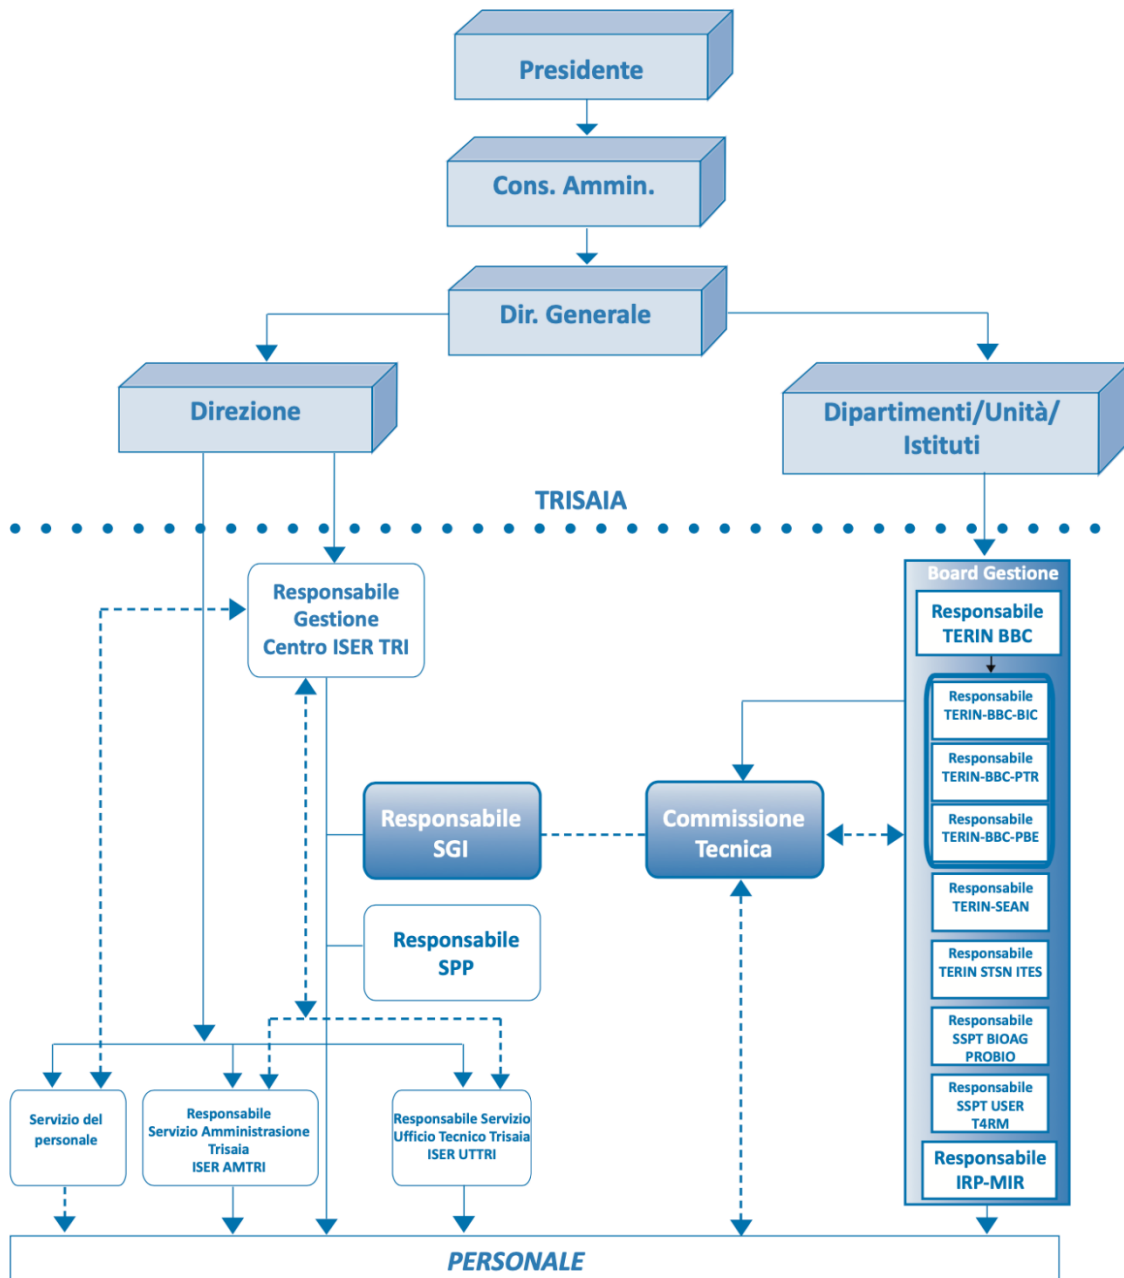 Presidente
Cons. Ammin.
Dir. Generale
Direzione
Dipartimenti/Unità/
Istituti
TRISAIA
Responsabile
Gestione
Centro ISER TRI
Board Gestione
Responsabile
TERIN BBC
Responsabile
TERIN-BBC-BIC
Responsabile
TERIN-BBC-PTR
Responsabile
TERIN-BBC-PBE
Responsabile
TERIN-SEAN
Responsabile
TERIN STSN ITES
Responsabile
SSPT BIOAG
PROBIO
Responsabile
SSPT USER
T4RM
Responsabile
IRP-MIR
Responsabile
SGI
Commissione
Tecnica
Responsabile
SPP
Servizio del
personale
Responsabile
Servizio Amministrasione
Trisaia
ISER AMTRI
Responsabile Servizio
Ufficio Tecnico Trisaia
ISER UTTRI
PERSONALE